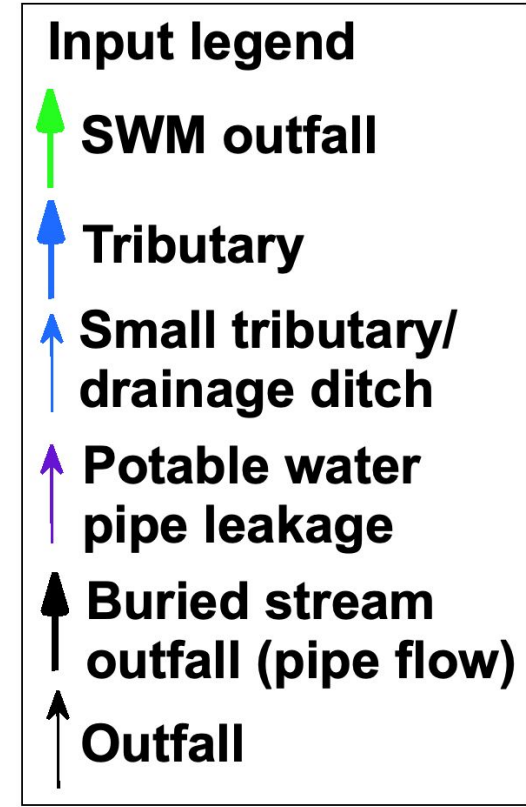 Input legend
SWM outfall
Tributary
Small tributary/
drainage ditch
Potable water
pipe leakage
Buried stream
outfall (pipe flow)
Outfall